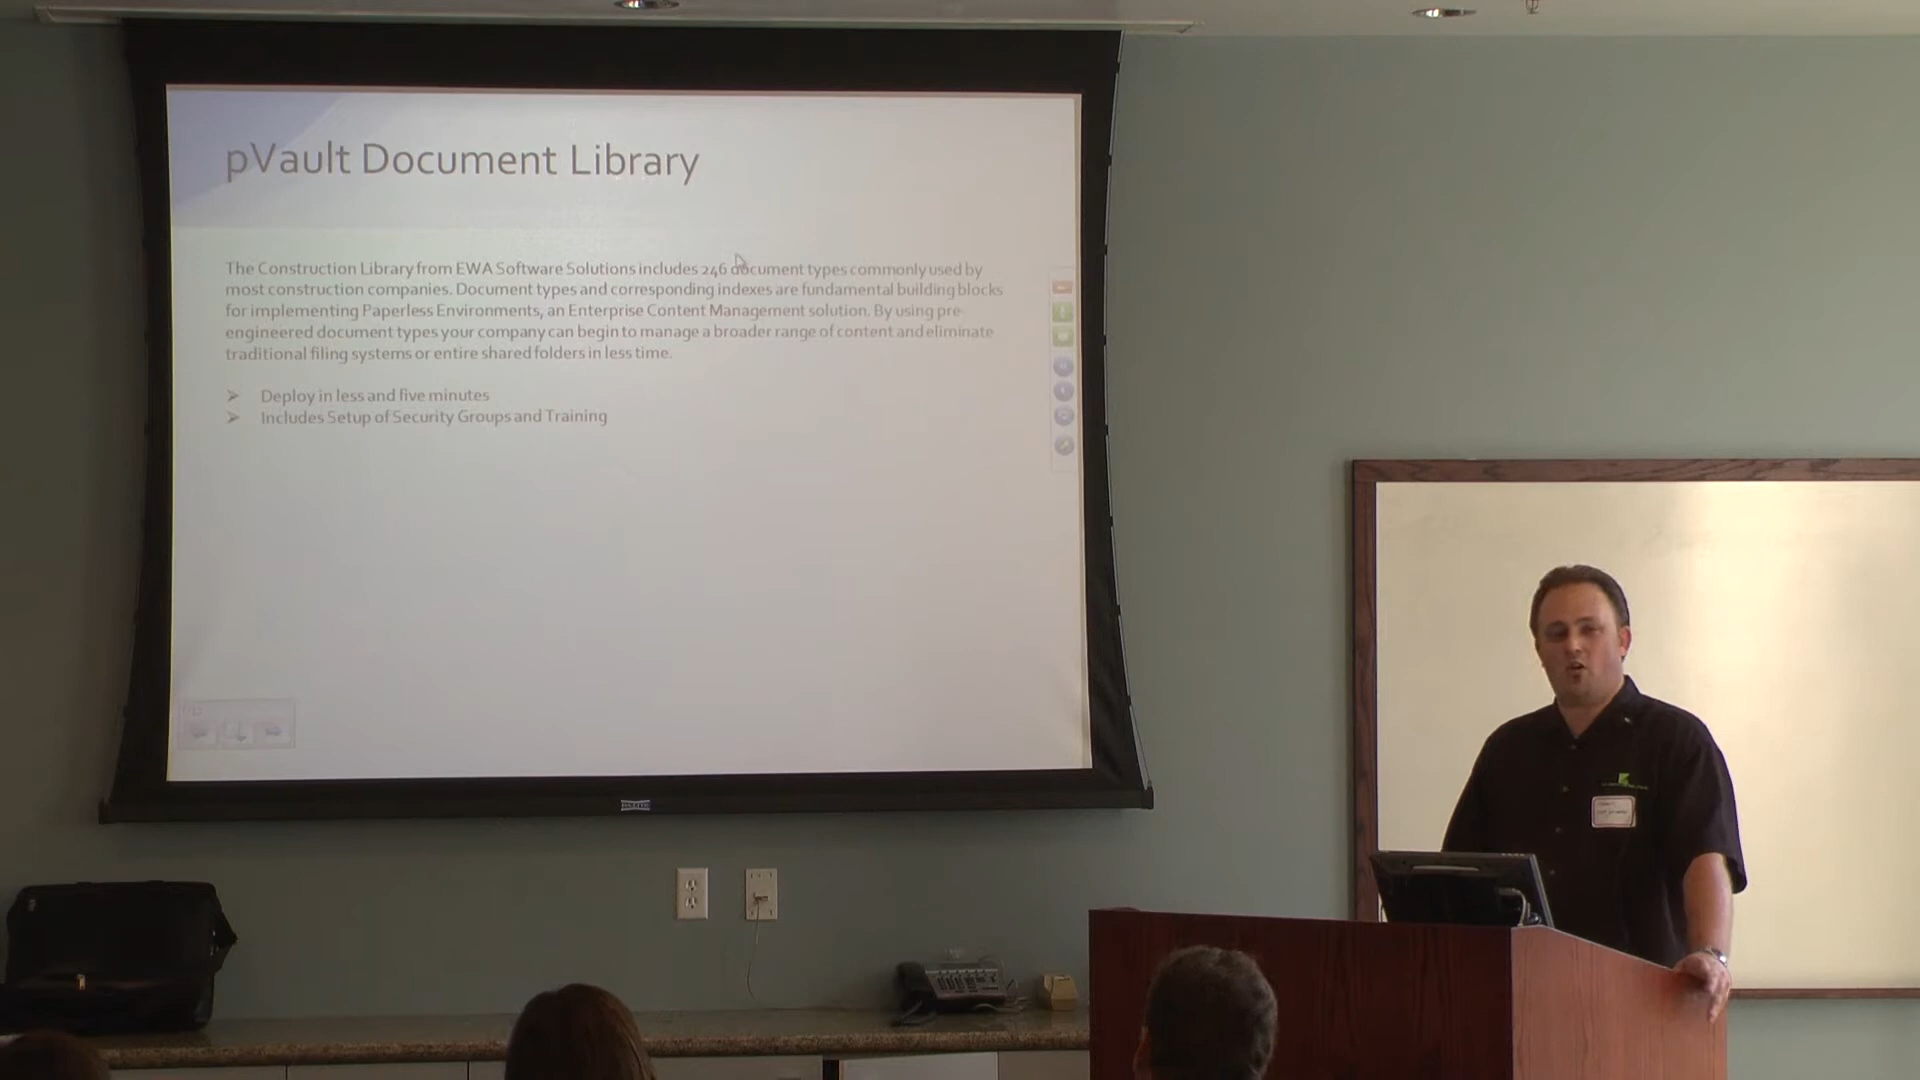 pVault Document Library
The Construction Library from EWA Software Solutions includes 246 document types commonly used by
most construction companies. Document types and corresponding indexes are fundamental building blocks
for implementing Paperless Environments, an Enterprise Content Management solution. By using pre-
engineered document types your company can begin to manage a broader range of content and eliminate
traditional filing systems or entire shared folders in less time.
➢ Deploy in less and five minutes
➢ Includes Setup of Security Groups and Training